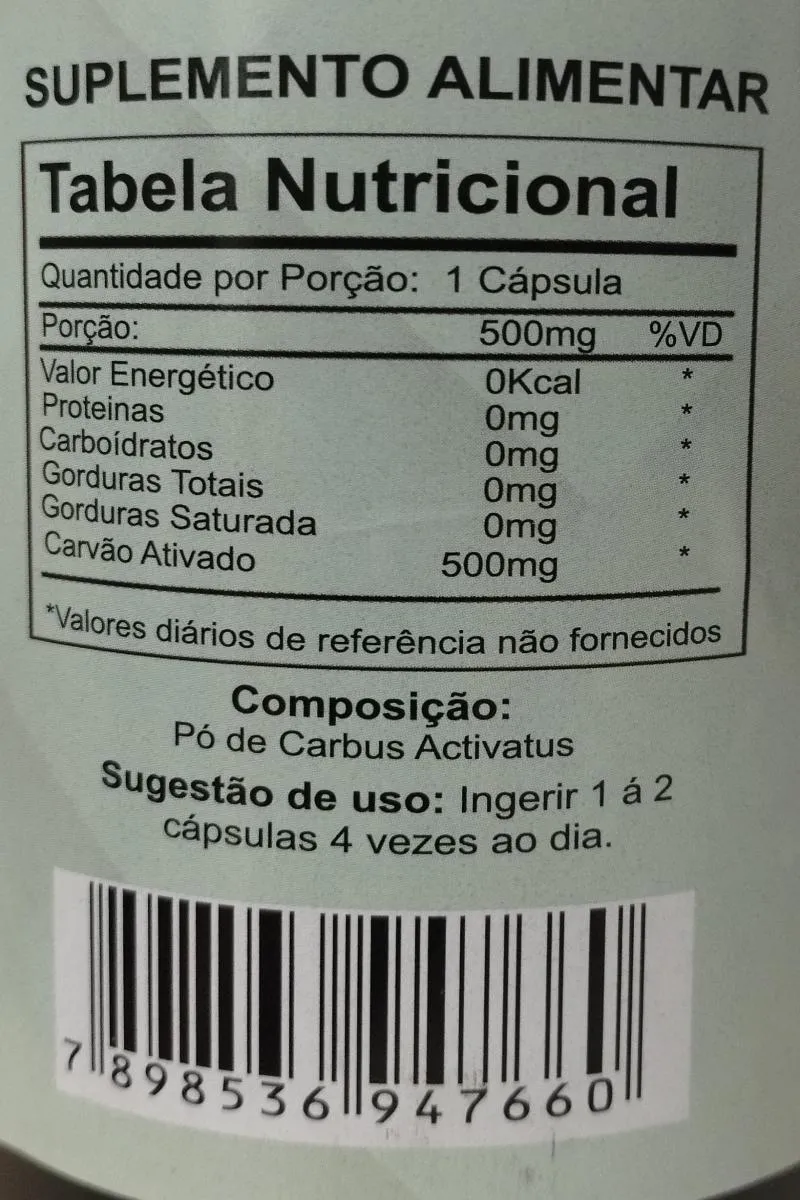 SUPLEMENTO ALIMENTAR
Tabela Nutricional
Quantidade por Porção: 1 Cápsula
Porção: 500mg %VD
Valor Energético 0Kcal *
Proteinas 0mg *
Carboídratos 0mg *
Gorduras Totais 0mg *
Gorduras Saturada 0mg *
Carvão Ativado 500mg *
*Valores diários de referência não fornecidos
Composição:
Pó de Carbus Activatus
Sugestão de uso: Ingerir 1 á 2
cápsulas 4 vezes ao dia.
7 898536 947660